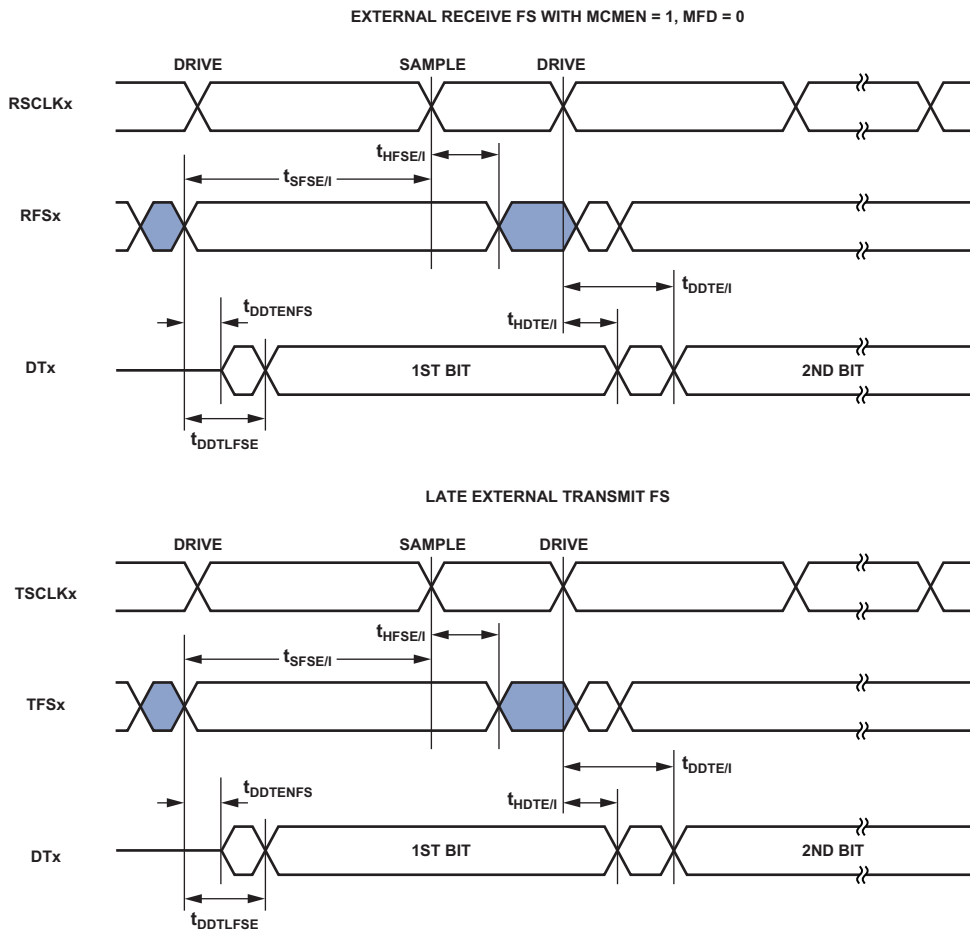 EXTERNAL RECEIVE FS WITH MCMEN = 1, MFD = 0
DRIVE SAMPLE DRIVE
RSCLKx
tHFSE/I
tSFSE/I
RFSx
tDDTE/I
tDDTENFS
tHDTE/I
DTx
1ST BIT 2ND BIT
tDDTLFSE
LATE EXTERNAL TRANSMIT FS
DRIVE SAMPLE DRIVE
TSCLKx
tHFSE/I
tSFSE/I
TFSx
tDDTE/I
tDDTENFS
tHDTE/I
DTx
1ST BIT 2ND BIT
tDDTLFSE